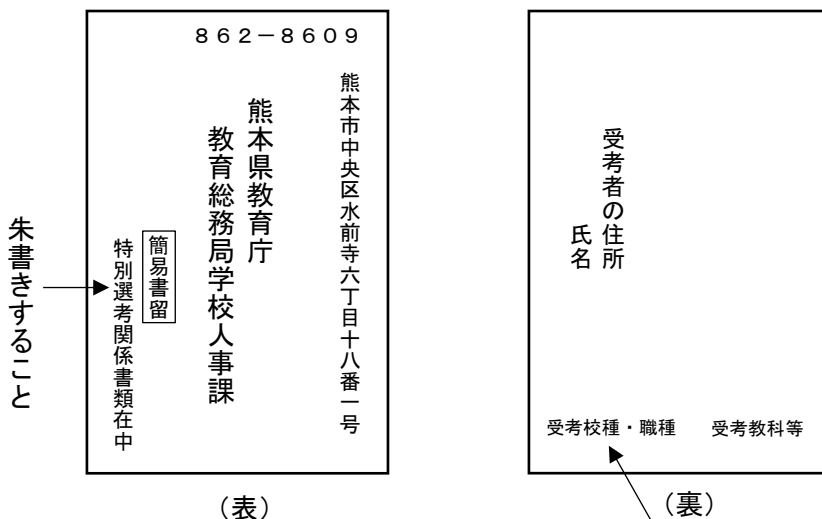 ８６２－８６０９
熊本市中央区水前寺六丁目十八番一号
熊本県教育庁
教育総務局学校人事課
簡易書留
特別選考関係書類在中
朱書きすること
（表）
受考者の住所
氏名
受考校種・職種　受考教科等
（裏）